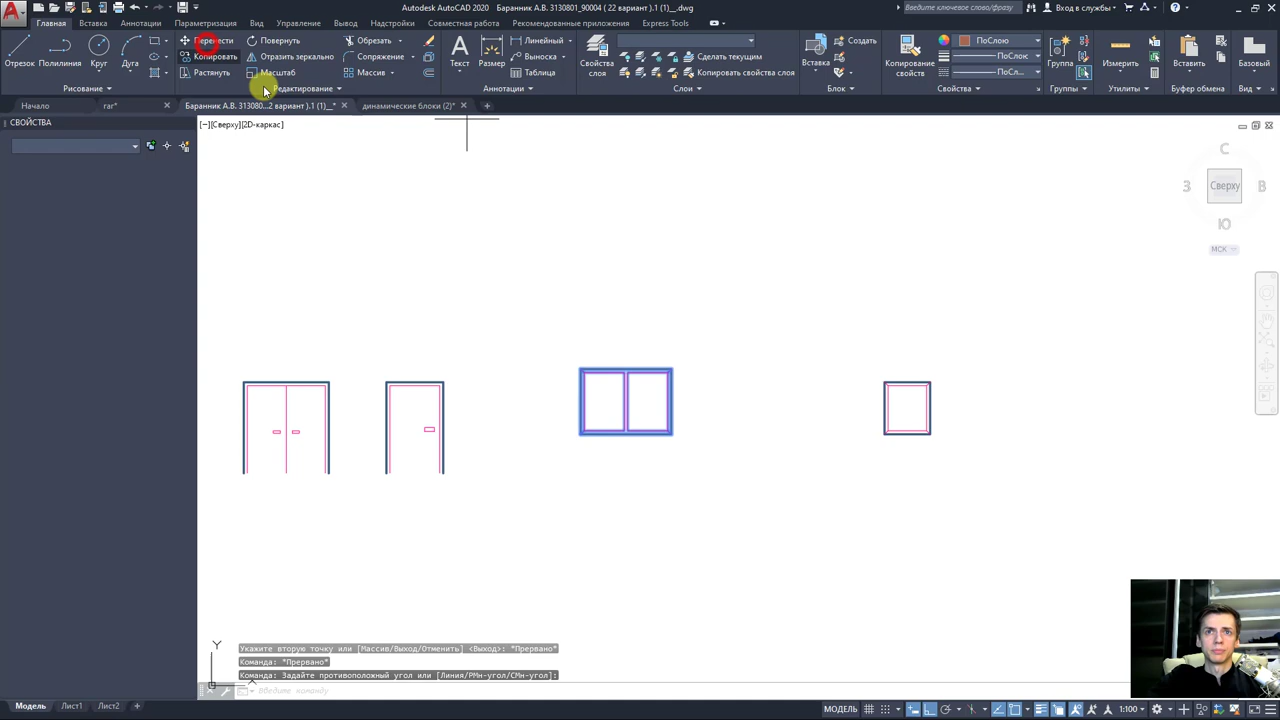 Autodesk AutoCAD 2020 Баранник А.В. 3130801_90004 ( 22 вариант ).1 (1)__.dwg
Введите ключевое слово/фразу
Вход в службы
Главная Вставка Аннотации Параметризация Вид Управление Вывод Надстройки Совместная работа Рекомендованные приложения Express Tools
Отрезок Полилиния Круг Дуга
Перенести Повернуть Обрезать
Копировать Отразить зеркально Сопряжение
Растянуть Масштаб Массив
Текст Размер
Линейный
Выноска
Таблица
Свойства слоя
Сделать текущим
Копировать свойства слоя
Вставка
Создать
Копирование свойств
ПоСлою
ПоСлою
ПоСл...
Группа Измерить Вставить Базовый
Рисование Редактирование Аннотации Слои Блок Свойства Группы Утилиты Буфер обмена Вид
Начало rar* Баранник А.В. 313080...2 вариант ).1 (1)__* динамические блоки (2)*
СВОЙСТВА
[−][Сверху][2D-каркас]
С
З Сверху В
Ю
МСК
Y
Укажите вторую точку или [Массив/Выход/Отменить] <Выход>: *Прервано*
Команда: *Прервано*
Команда: Задайте противоположный угол или [Линия/РМн-угол/СМн-угол]:
Введите команду
Модель Лист1 Лист2 +
МОДЕЛЬ 1:100